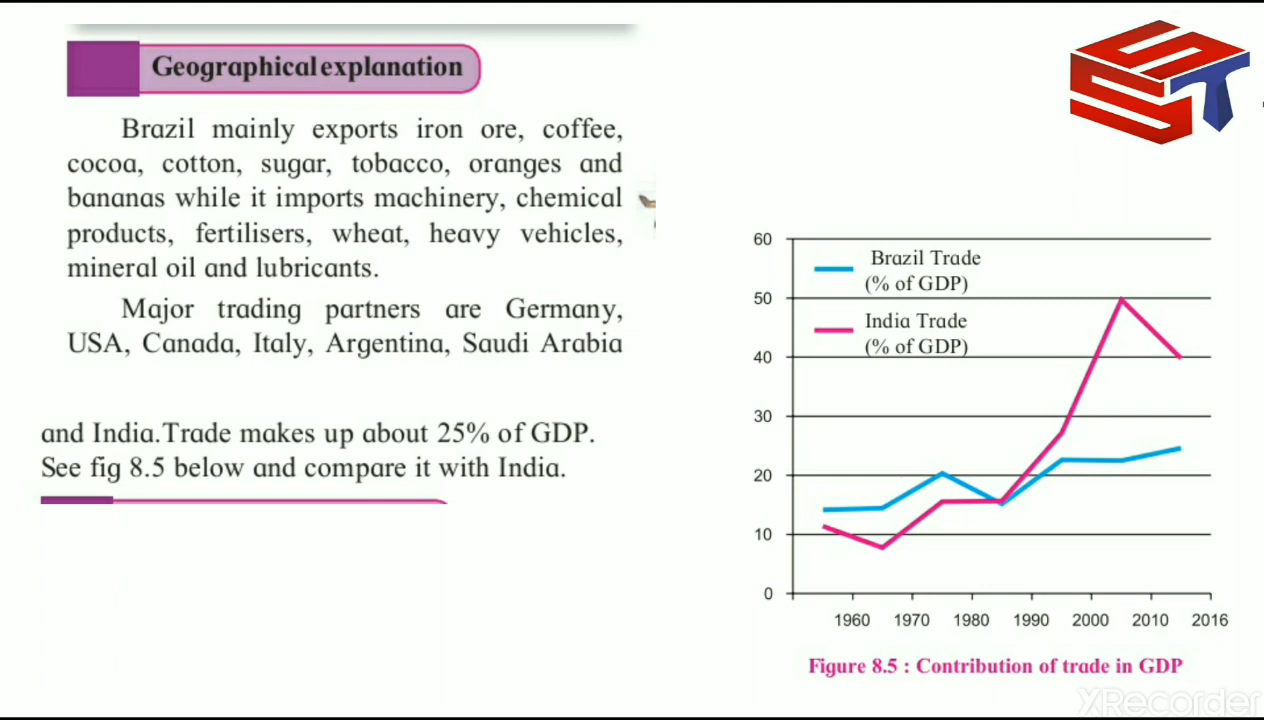 Geographical explanation
Brazil mainly exports iron ore, coffee,
cocoa, cotton, sugar, tobacco, oranges and
bananas while it imports machinery, chemical
products, fertilisers, wheat, heavy vehicles,
mineral oil and lubricants.
Major trading partners are Germany,
USA, Canada, Italy, Argentina, Saudi Arabia
and India.Trade makes up about 25% of GDP.
See fig 8.5 below and compare it with India.
SST
60
50
40
30
20
10
0
Brazil Trade
(% of GDP)
India Trade
(% of GDP)
1960 1970 1980 1990 2000 2010 2016
Figure 8.5 : Contribution of trade in GDP
XRecorder